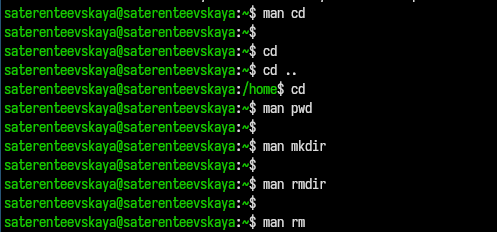 saterenteevskaya@saterenteevskaya:~$ man cd
saterenteevskaya@saterenteevskaya:~$
saterenteevskaya@saterenteevskaya:~$ cd
saterenteevskaya@saterenteevskaya:~$ cd ..
saterenteevskaya@saterenteevskaya:/home$ cd
saterenteevskaya@saterenteevskaya:~$ man pwd
saterenteevskaya@saterenteevskaya:~$
saterenteevskaya@saterenteevskaya:~$ man mkdir
saterenteevskaya@saterenteevskaya:~$
saterenteevskaya@saterenteevskaya:~$ man rmdir
saterenteevskaya@saterenteevskaya:~$
saterenteevskaya@saterenteevskaya:~$ man rm